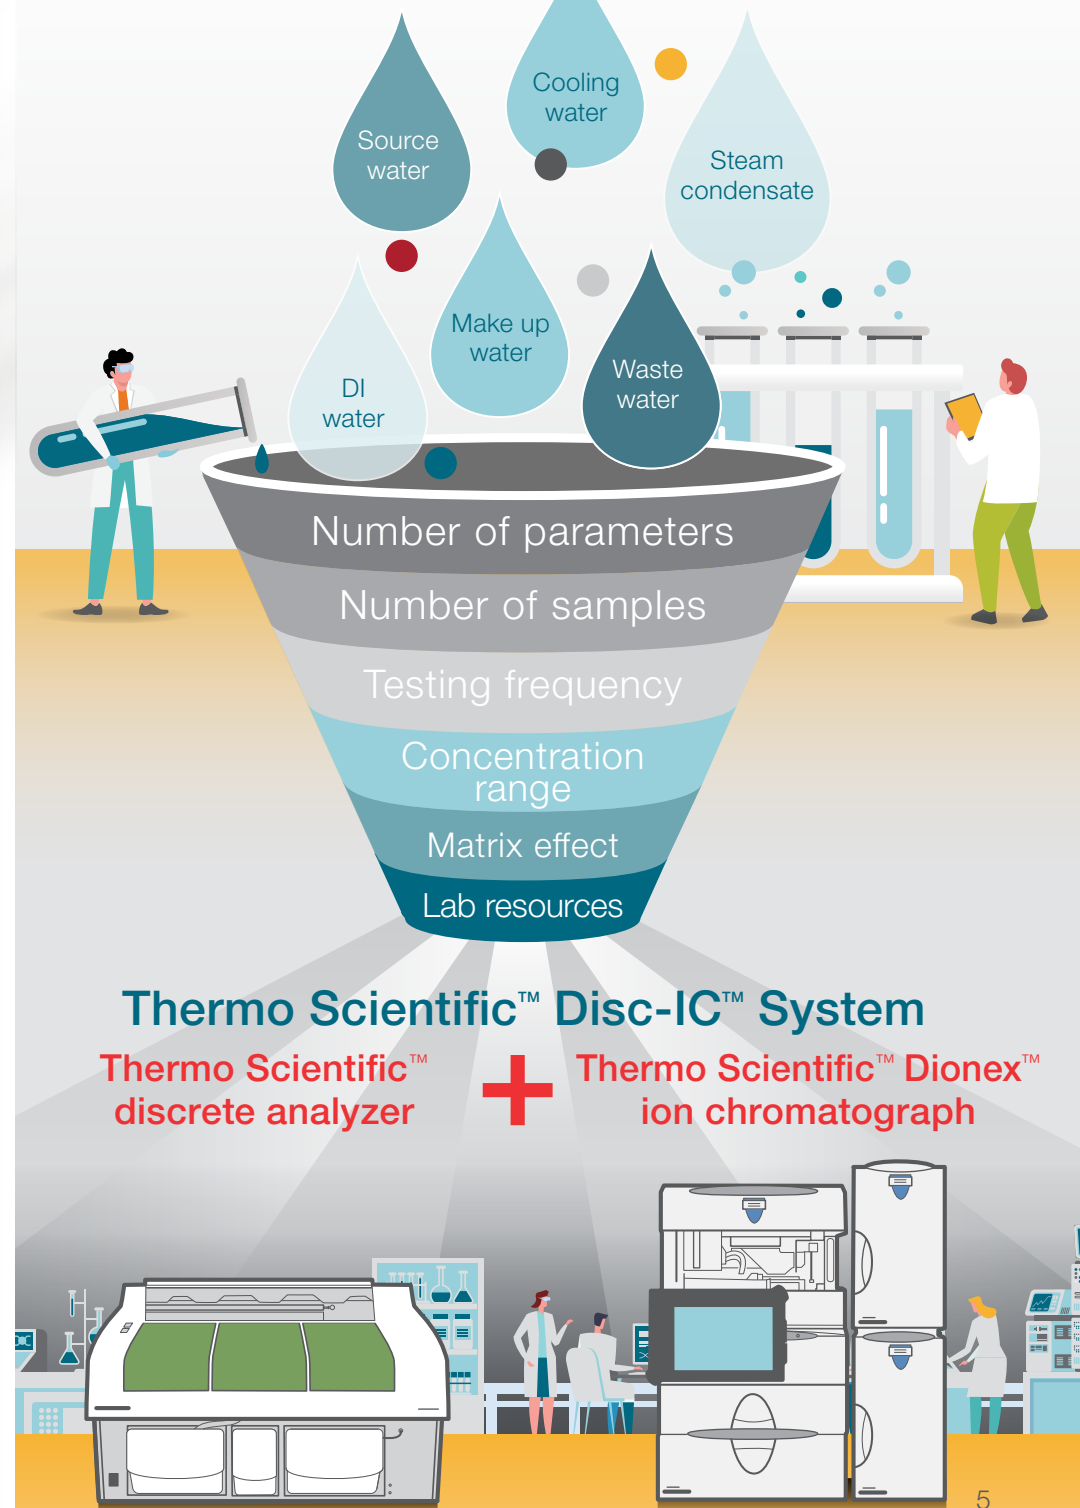 Cooling
water
Source
water
Steam
condensate
Make up
water
Waste
water
DI
water
Number of parameters
Number of samples
Testing frequency
Concentration
range
Matrix effect
Lab resources
Thermo Scientific™ Disc-IC™ System
Thermo Scientific™
discrete analyzer
+
Thermo Scientific™ Dionex™
ion chromatograph
5